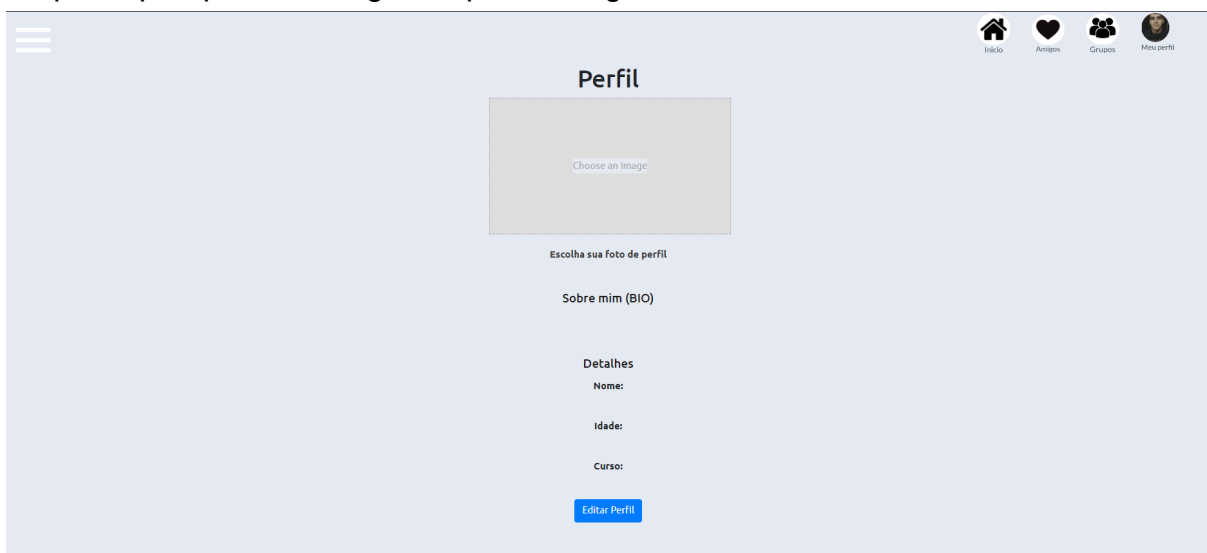 Início
Amigos
Grupos
Meu perfil
Perfil
Choose an image
Escolha sua foto de perfil
Sobre mim (BIO)
Detalhes
Nome:
Idade:
Curso:
Editar Perfil